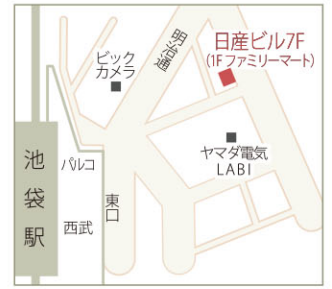 日産ビル7F
(1Fファミリーマート)
明治通
ビック
カメラ
ヤマダ電気
LABI
池袋駅
パルコ
東口
西武